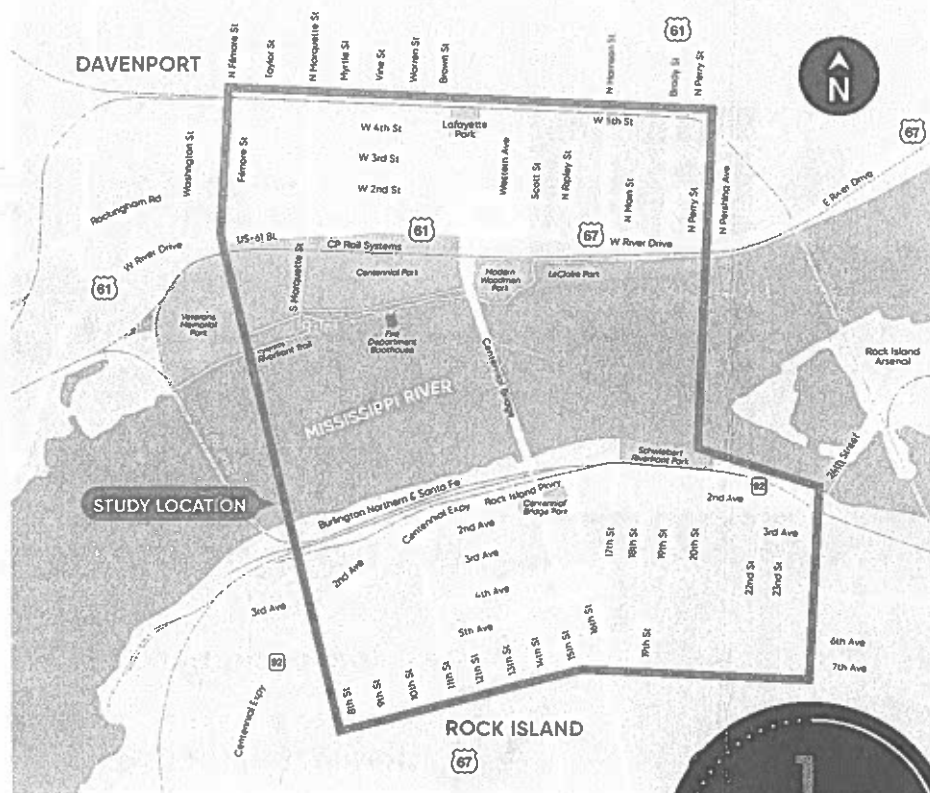 61
DAVENPORT
N Filmore St
Taylor St
N Marquette St
Myrtle St
Vine St
Warren St
Brown St
N Harrison St
Brady St
N Perry St
N
W 4th St
Lafayette
Park
W 5th St
67
Washington St
Filmore St
W 3rd St
W 2nd St
Western Ave
Scott St
N Ripley St
N Main St
N Perry St
N Pershing Ave
E River Drive
Rockingham Rd
W River Drive
61
US-61 BL
CP Rail Systems
61
67
W River Drive
S Marquette St
Centennial Park
Modern
Woodmen
Park
LeClaire Park
Veterans
Memorial
Park
Riverfront Trail
Fire
Department
Boathouse
Centennial Bridge
Rock Island
Arsenal
MISSISSIPPI RIVER
Schwiebert
Riverfront Park
24th Street
STUDY LOCATION
Burlington Northern & Santa Fe
Centennial Expy
Rock Island Pkwy
Centennial
Bridge Park
2nd Ave
92
2nd Ave
2nd Ave
3rd Ave
3rd Ave
4th Ave
5th Ave
17th St
18th St
19th St
20th St
3rd Ave
22nd St
23rd St
92
Centennial Expy
8th St
9th St
10th St
11th St
12th St
13th St
14th St
15th St
16th St
19th St
6th Ave
7th Ave
ROCK ISLAND
67